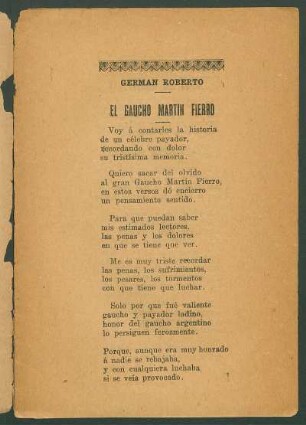 GERMAN ROBERTO
EL GAUCHO MARTIN FIERRO
Voy á contarles la historia
de un célebre payador,
recordando con dolor
su tristísima memoria.
Quiero sacar del olvido
al gran Gaucho Martín Fierro,
en estos versos dó encierro
un pensamiento sentido.
Para que puedan saber
mis estimados lectores,
las penas y los dolores
en que se tiene que ver.
Me es muy triste recordar
las penas, los sufrimientos,
los pesares, los tormentos
con que tiene que luchar.
Solo por que fué valiente
gaucho y payador ladino,
honor del gaucho argentino
lo persiguen ferozmente.
Porque, aunque era muy honrado
á nadie se rebajaba,
y con cualquiera luchaba
si se veía provocado.